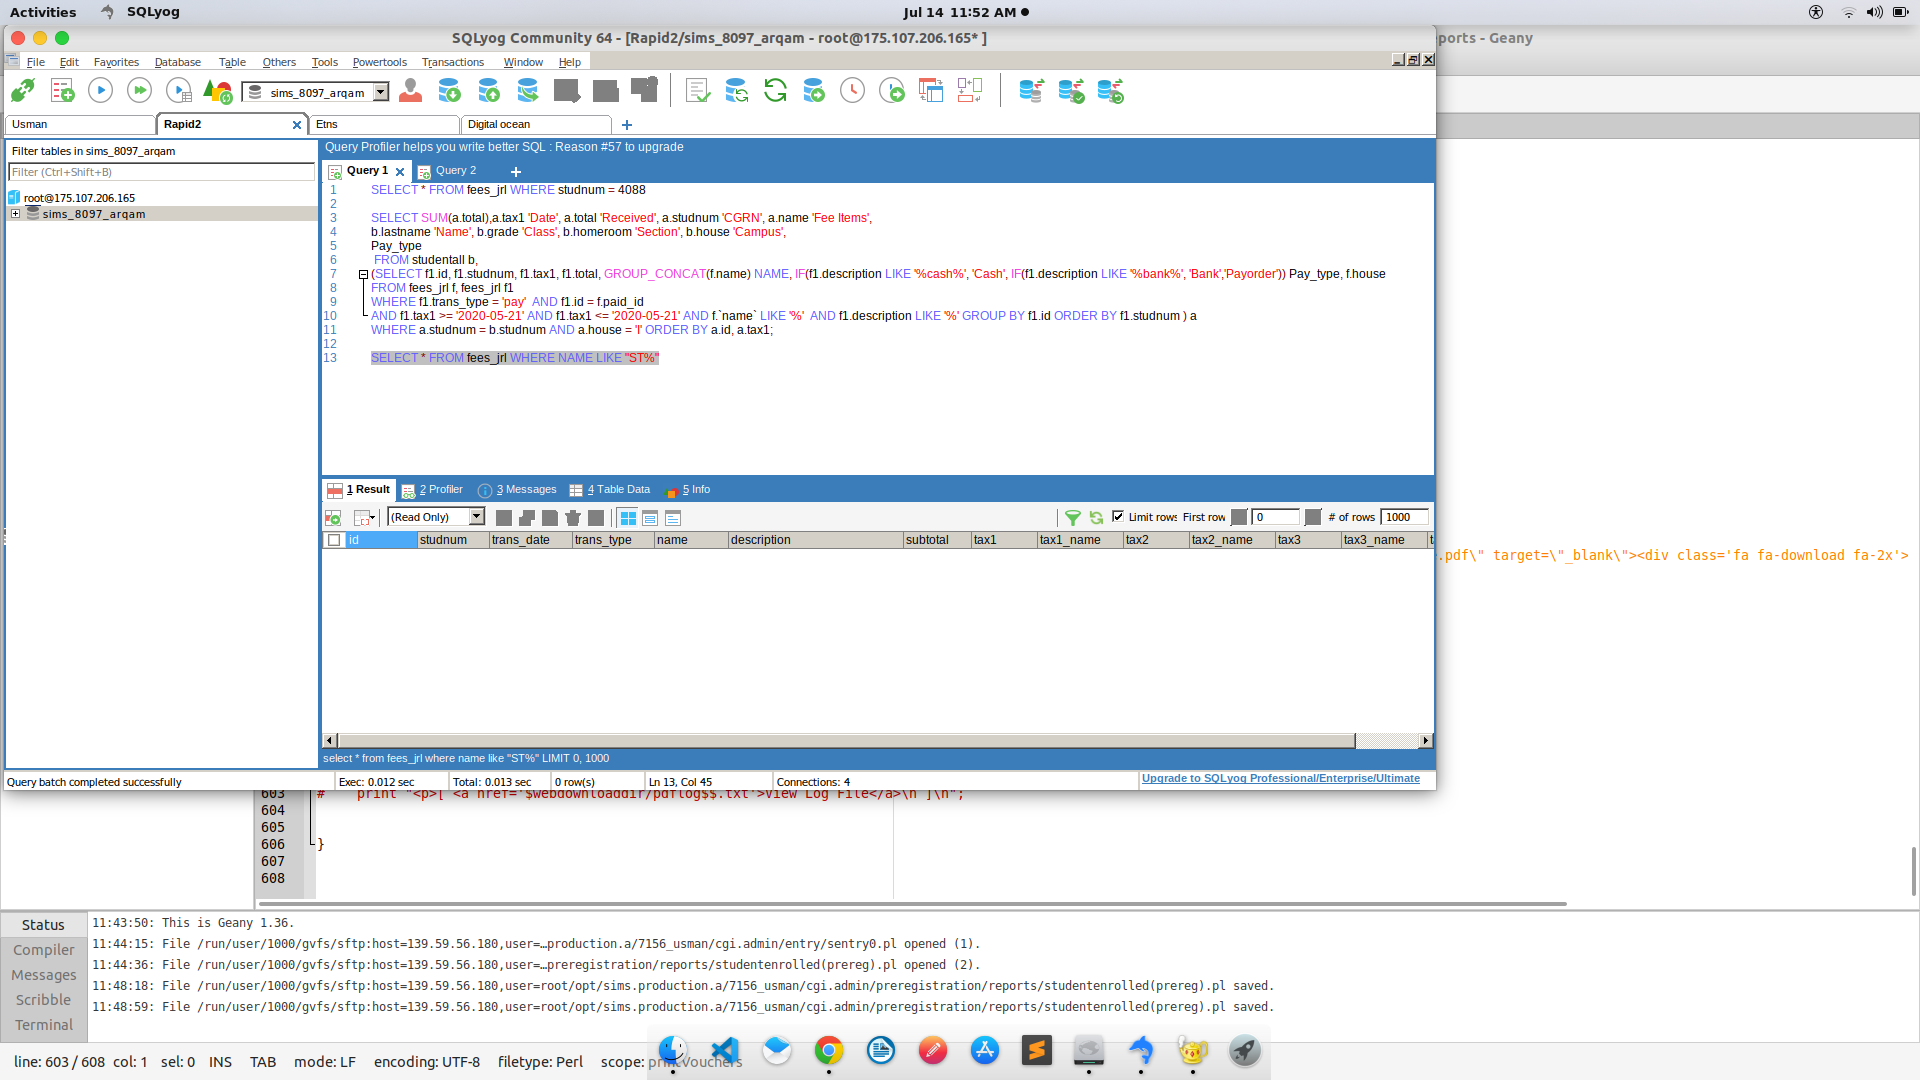 Activities SQLyog Jul 14 11:52 AM
SQLyog Community 64 - [Rapid2/sims_8097_arqam - root@175.107.206.165* ]
ports - Geany
File Edit Favorites Database Table Others Tools Powertools Transactions Window Help
sims_8097_arqam
Usman Rapid2 Etns Digital ocean
Filter tables in sims_8097_arqam
Filter (Ctrl+Shift+B)
root@175.107.206.165
sims_8097_arqam
Query Profiler helps you write better SQL : Reason #57 to upgrade
Query 1 Query 2
1 SELECT * FROM fees_jrl WHERE studnum = 4088
2
3 SELECT SUM(a.total),a.tax1 'Date', a.total 'Received', a.studnum 'CGRN', a.name 'Fee Items',
4 b.lastname 'Name', b.grade 'Class', b.homeroom 'Section', b.house 'Campus',
5 Pay_type
6 FROM studentall b,
7 (SELECT f1.id, f1.studnum, f1.tax1, f1.total, GROUP_CONCAT(f.name) NAME, IF(f1.description LIKE '%cash%', 'Cash', IF(f1.description LIKE '%bank%', 'Bank','Payorder')) Pay_type, f.house
8 FROM fees_jrl f, fees_jrl f1
9 WHERE f1.trans_type = 'pay' AND f1.id = f.paid_id
10 AND f1.tax1 >= '2020-05-21' AND f1.tax1 <= '2020-05-21' AND f.`name` LIKE '%' AND f1.description LIKE '%' GROUP BY f1.id ORDER BY f1.studnum ) a
11 WHERE a.studnum = b.studnum AND a.house = 'I' ORDER BY a.id, a.tax1;
12
13 SELECT * FROM fees_jrl WHERE NAME LIKE "ST%"
1 Result 2 Profiler 3 Messages 4 Table Data 5 Info
(Read Only) Limit rows First row 0 # of rows 1000
id studnum trans_date trans_type name description subtotal tax1 tax1_name tax2 tax2_name tax3 tax3_name t
.pdf\" target=\"_blank\"><div class='fa fa-download fa-2x'>
select * from fees_jrl where name like "ST%" LIMIT 0, 1000
Query batch completed successfully Exec: 0.012 sec Total: 0.013 sec 0 row(s) Ln 13, Col 45 Connections: 4 Upgrade to SQLyog Professional/Enterprise/Ultimate
603 # print "<p>[ <a href='$webdownloaddir/pdflog$$.txt'>View Log File</a>\n ]\n";
604
605
606 }
607
608
Status
Compiler
Messages
Scribble
Terminal
11:43:50: This is Geany 1.36.
11:44:15: File /run/user/1000/gvfs/sftp:host=139.59.56.180,user=…production.a/7156_usman/cgi.admin/entry/sentry0.pl opened (1).
11:44:36: File /run/user/1000/gvfs/sftp:host=139.59.56.180,user=…preregistration/reports/studentenrolled(prereg).pl opened (2).
11:48:18: File /run/user/1000/gvfs/sftp:host=139.59.56.180,user=root/opt/sims.production.a/7156_usman/cgi.admin/preregistration/reports/studentenrolled(prereg).pl saved.
11:48:59: File /run/user/1000/gvfs/sftp:host=139.59.56.180,user=root/opt/sims.production.a/7156_usman/cgi.admin/preregistration/reports/studentenrolled(prereg).pl saved.
line: 603 / 608 col: 1 sel: 0 INS TAB mode: LF encoding: UTF-8 filetype: Perl scope: printVouchers